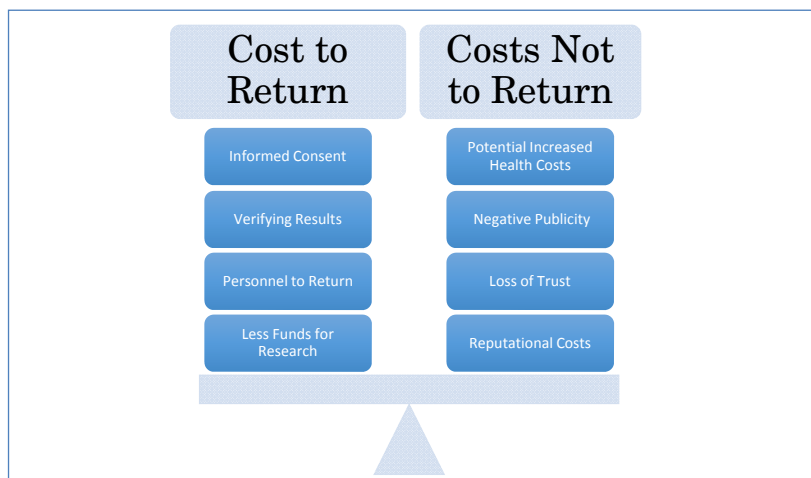 Cost to
Return
Costs Not
to Return
Informed Consent
Verifying Results
Personnel to Return
Less Funds for
Research
Potential Increased
Health Costs
Negative Publicity
Loss of Trust
Reputational Costs